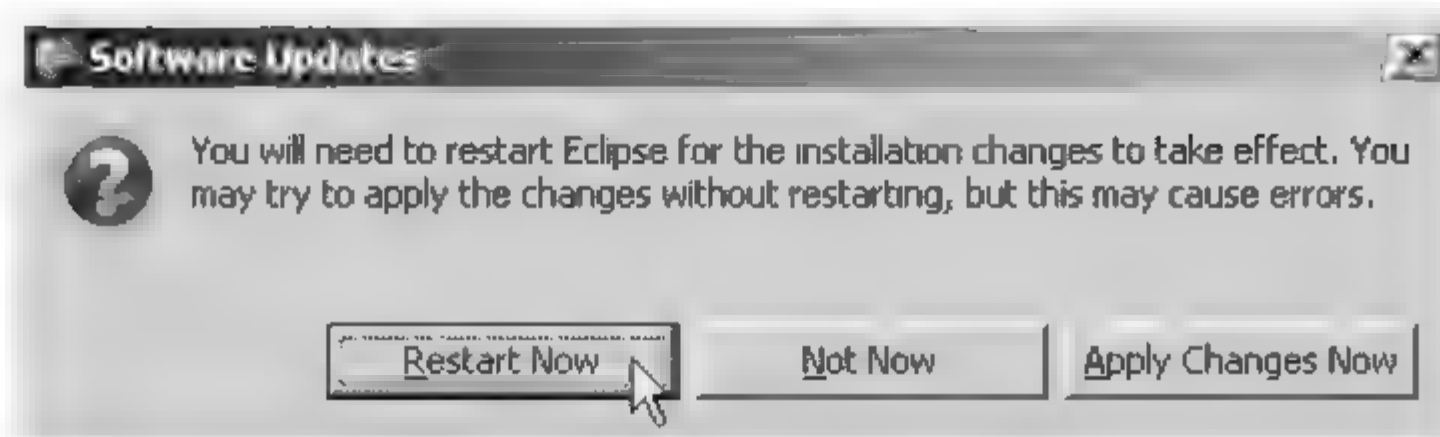 Software Updates
You will need to restart Eclipse for the installation changes to take effect. You
may try to apply the changes without restarting, but this may cause errors.
Restart Now
Not Now
Apply Changes Now